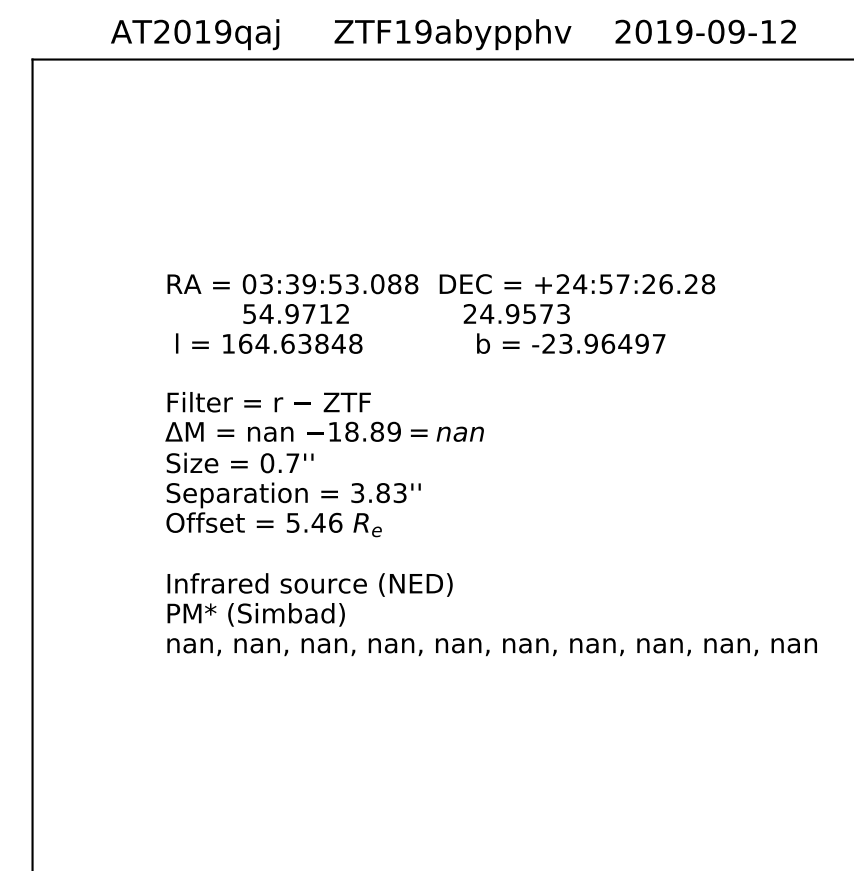 AT2019qaj ZTF19abypphv 2019-09-12
RA = 03:39:53.088 DEC = +24:57:26.28
54.9712 24.9573
l = 164.63848 b = -23.96497
Filter = r − ZTF
ΔM = nan −18.89 = nan
Size = 0.7''
Separation = 3.83''
Offset = 5.46 Rₑ
Infrared source (NED)
PM* (Simbad)
nan, nan, nan, nan, nan, nan, nan, nan, nan, nan